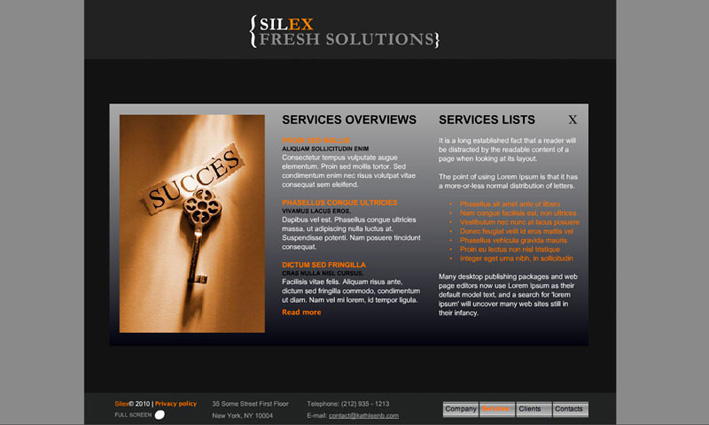 {SILEX
FRESH SOLUTIONS}
SUCCES
SERVICES OVERVIEWS
ALIQUAM SOLLICITUDIN ENIM
Consectetur tempus vulputate augue
elementum. Proin sed mollis tortor. Sed
condimentum enim nec risus volutpat vitae
consequat sem eleifend.
PHASELLUS CONGUE ULTRICIES
VIVAMUS LACUS EROS.
Dapibus vel est. Phasellus congue ultricies
massa, ut adipiscing nulla luctus at.
Suspendisse potenti. Nam posuere tincidunt
consequat.
DICTUM SED FRINGILLA
CRAS NULLA NISL CURSUS.
Facilisis vitae felis. Aliquam risus ante,
dictum sed fringilla commodo, condimentum
ut diam. Nam vel mi lorem, id tempor ligula.
Read more
SERVICES LISTS X
It is a long established fact that a reader will
be distracted by the readable content of a
page when looking at its layout.
The point of using Lorem Ipsum is that it has
a more-or-less normal distribution of letters.
• Phasellus sit amet ante ut libero
• Nam congue facilisis est, non ultrices
• Vestibulum nec nunc at lacus posuere
• Donec feugiat velit id eros mattis vel
• Phasellus vehicula gravida mauris
• Proin eu lectus non nisl tristique
• Integer eget urna nibh, in sollicitudin
Many desktop publishing packages and web
page editors now use Lorem Ipsum as their
default model text, and a search for 'lorem
ipsum' will uncover many web sites still in
their infancy.
Silex© 2010 | Privacy policy
FULL SCREEN
35 Some Street First Floor
New York, NY 10004
Telephone: (212) 935 - 1213
E-mail: contact@kathleenb.com
Company Services Clients Contacts